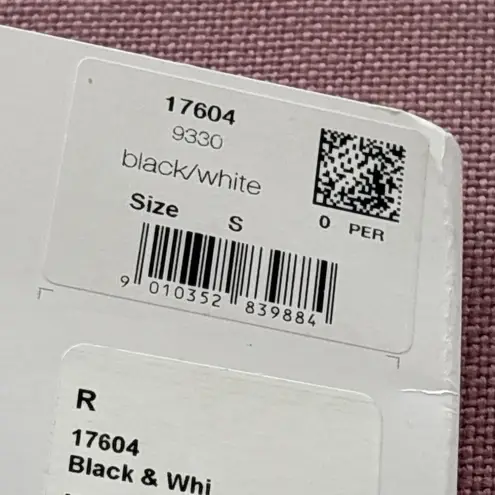 17604
9330
black/white
Size S
0 PER
9 010352 839884
R
17604
Black & Whi